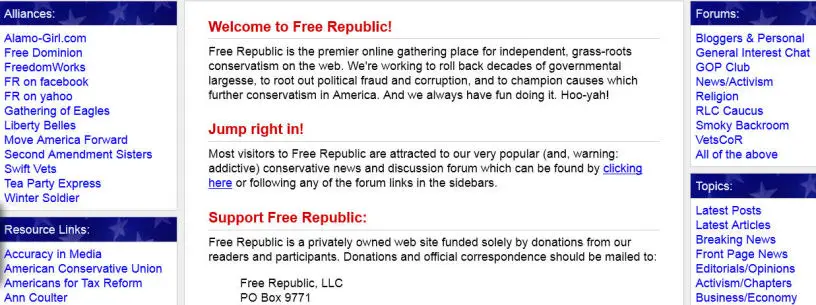 Alliances:
Alamo-Girl.com
Free Dominion
FreedomWorks
FR on facebook
FR on yahoo
Gathering of Eagles
Liberty Belles
Move America Forward
Second Amendment Sisters
Swift Vets
Tea Party Express
Winter Soldier
Resource Links:
Accuracy in Media
American Conservative Union
Americans for Tax Reform
Ann Coulter
Welcome to Free Republic!
Free Republic is the premier online gathering place for independent, grass-roots
conservatism on the web. We're working to roll back decades of governmental
largesse, to root out political fraud and corruption, and to champion causes which
further conservatism in America. And we always have fun doing it. Hoo-yah!
Jump right in!
Most visitors to Free Republic are attracted to our very popular (and, warning:
addictive) conservative news and discussion forum which can be found by clicking
here or following any of the forum links in the sidebars.
Support Free Republic:
Free Republic is a privately owned web site funded solely by donations from our
readers and participants. Donations and official correspondence should be mailed to:
Free Republic, LLC
PO Box 9771
Forums:
Bloggers & Personal
General Interest Chat
GOP Club
News/Activism
Religion
RLC Caucus
Smoky Backroom
VetsCoR
All of the above
Topics:
Latest Posts
Latest Articles
Breaking News
Front Page News
Editorials/Opinions
Activism/Chapters
Business/Economy